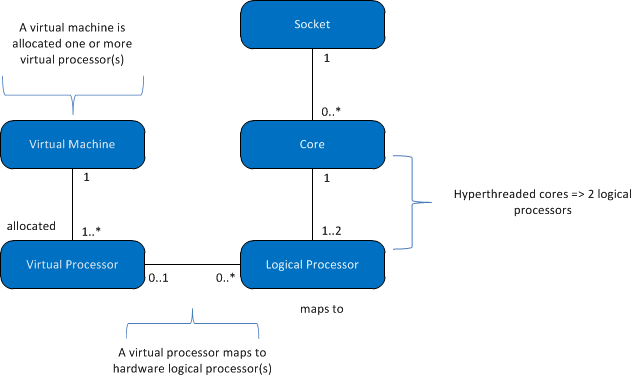 A virtual machine is
allocated one or more
virtual processor(s)
Socket
1
0..*
Virtual Machine
Core
1
1
Hyperthreaded cores => 2 logical
processors
allocated
1..*
1..2
Virtual Processor
Logical Processor
0..1
0..*
maps to
A virtual processor maps to
hardware logical processor(s)